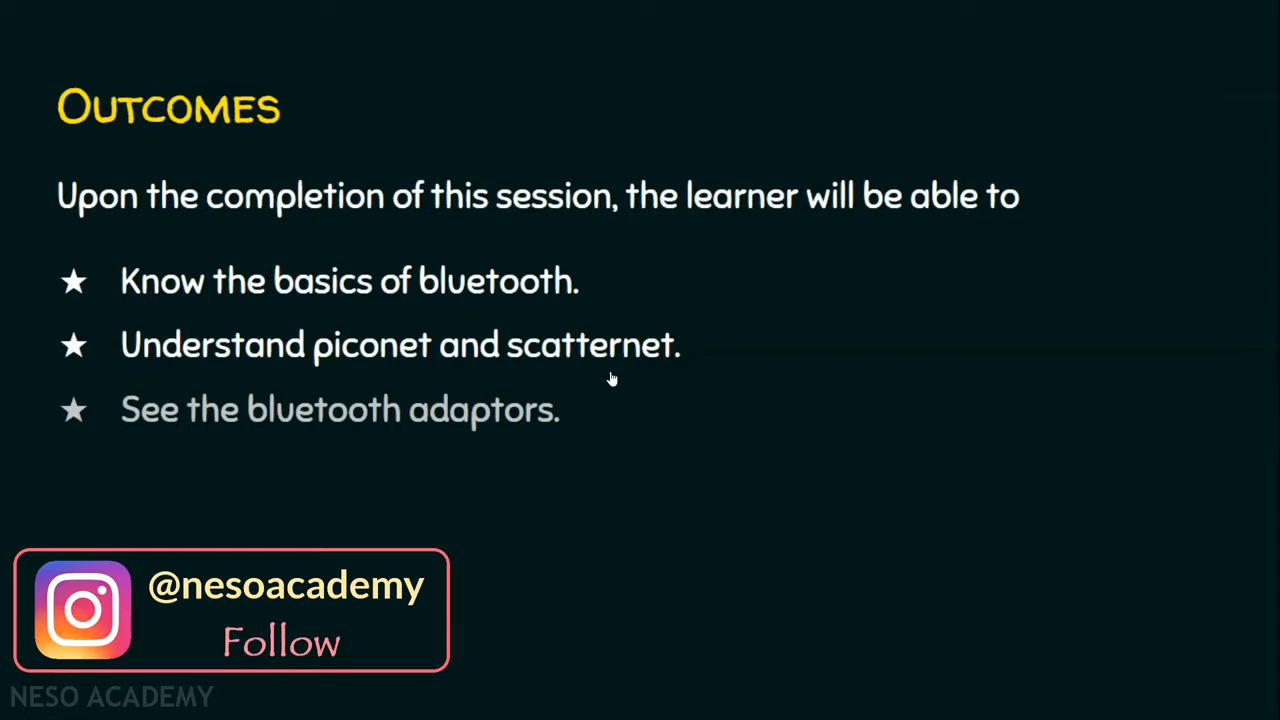 OUTCOMES
Upon the completion of this session, the learner will be able to
★ Know the basics of bluetooth.
★ Understand piconet and scatternet.
★ See the bluetooth adaptors.
@nesoacademy
Follow
NESO ACADEMY